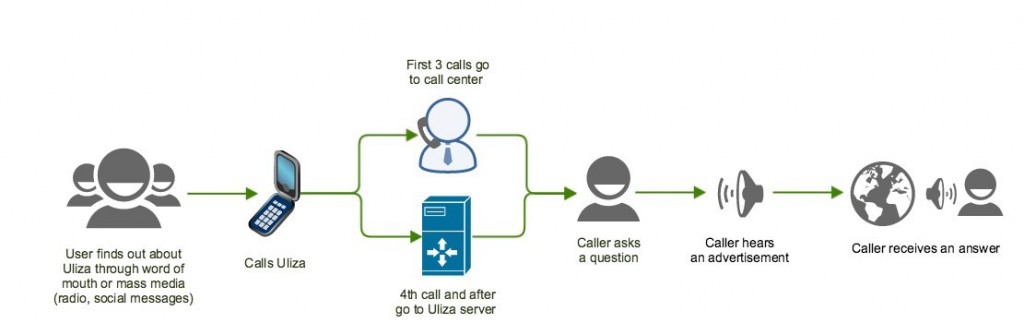 First 3 calls go
to call center
User finds out about
Uliza through word of
mouth or mass media
(radio, social messages)
Calls Uliza
4th call and after
go to Uliza server
Caller asks
a question
Caller hears
an advertisement
Caller receives an answer